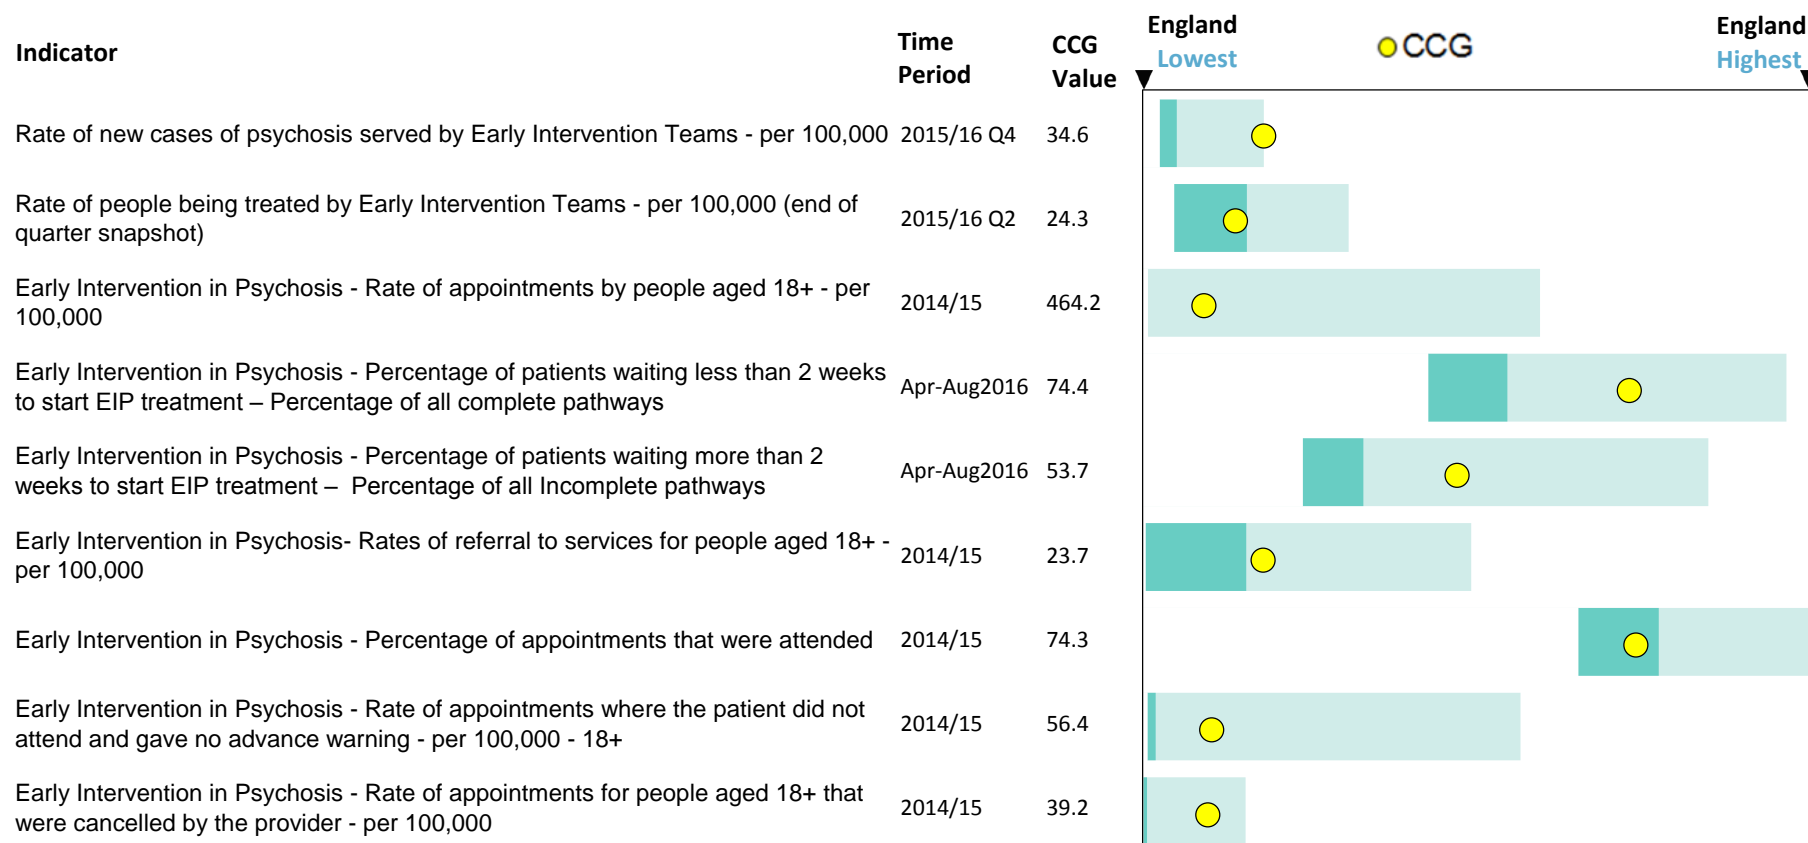 Indicator
Time
Period
CCG
Value
England
Lowest
CCG
England
Highest
Rate of new cases of psychosis served by Early Intervention Teams - per 100,000 2015/16 Q4 34.6
Rate of people being treated by Early Intervention Teams - per 100,000 (end of
quarter snapshot)
2015/16 Q2 24.3
Early Intervention in Psychosis - Rate of appointments by people aged 18+ - per
100,000
2014/15 464.2
Early Intervention in Psychosis - Percentage of patients waiting less than 2 weeks
to start EIP treatment – Percentage of all complete pathways
Apr-Aug2016 74.4
Early Intervention in Psychosis - Percentage of patients waiting more than 2
weeks to start EIP treatment – Percentage of all Incomplete pathways
Apr-Aug2016 53.7
Early Intervention in Psychosis- Rates of referral to services for people aged 18+ -
per 100,000
2014/15 23.7
Early Intervention in Psychosis - Percentage of appointments that were attended 2014/15 74.3
Early Intervention in Psychosis - Rate of appointments where the patient did not
attend and gave no advance warning - per 100,000 - 18+
2014/15 56.4
Early Intervention in Psychosis - Rate of appointments for people aged 18+ that
were cancelled by the provider - per 100,000
2014/15 39.2